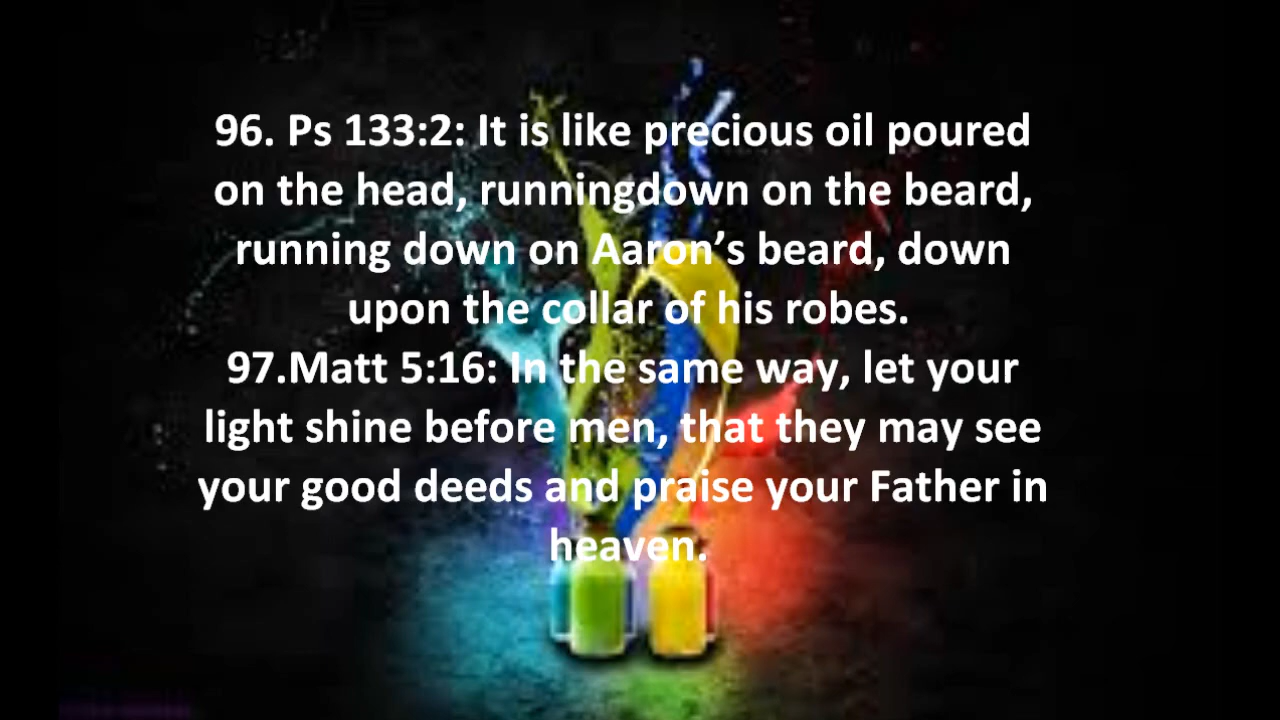 96. Ps 133:2: It is like precious oil poured
on the head, runningdown on the beard,
running down on Aaron’s beard, down
upon the collar of his robes.
97.Matt 5:16: In the same way, let your
light shine before men, that they may see
your good deeds and praise your Father in
heaven.